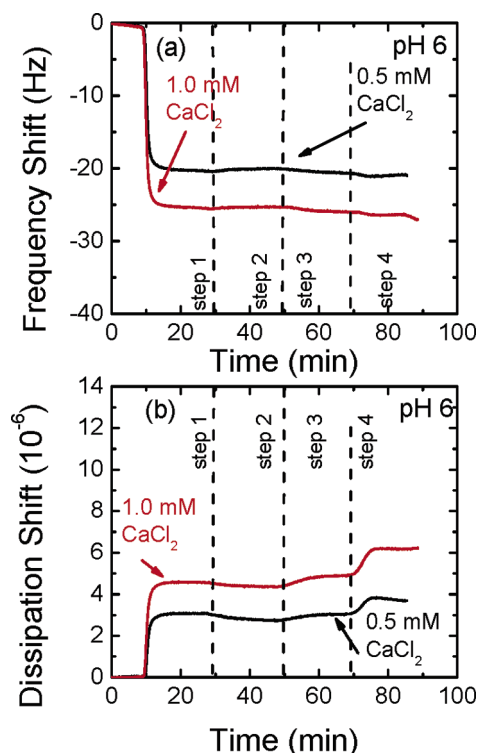 (a)
pH 6
1.0 mM
CaCl₂
0.5 mM
CaCl₂
Frequency Shift (Hz)
0
-10
-20
-30
-40
step 1
step 2
step 3
step 4
0 20 40 60 80 100
Time (min)
(b)
pH 6
step 1
step 2
step 3
step 4
1.0 mM
CaCl₂
0.5 mM
CaCl₂
Dissipation Shift (10⁻⁶)
14
12
10
8
6
4
2
0
0 20 40 60 80 100
Time (min)